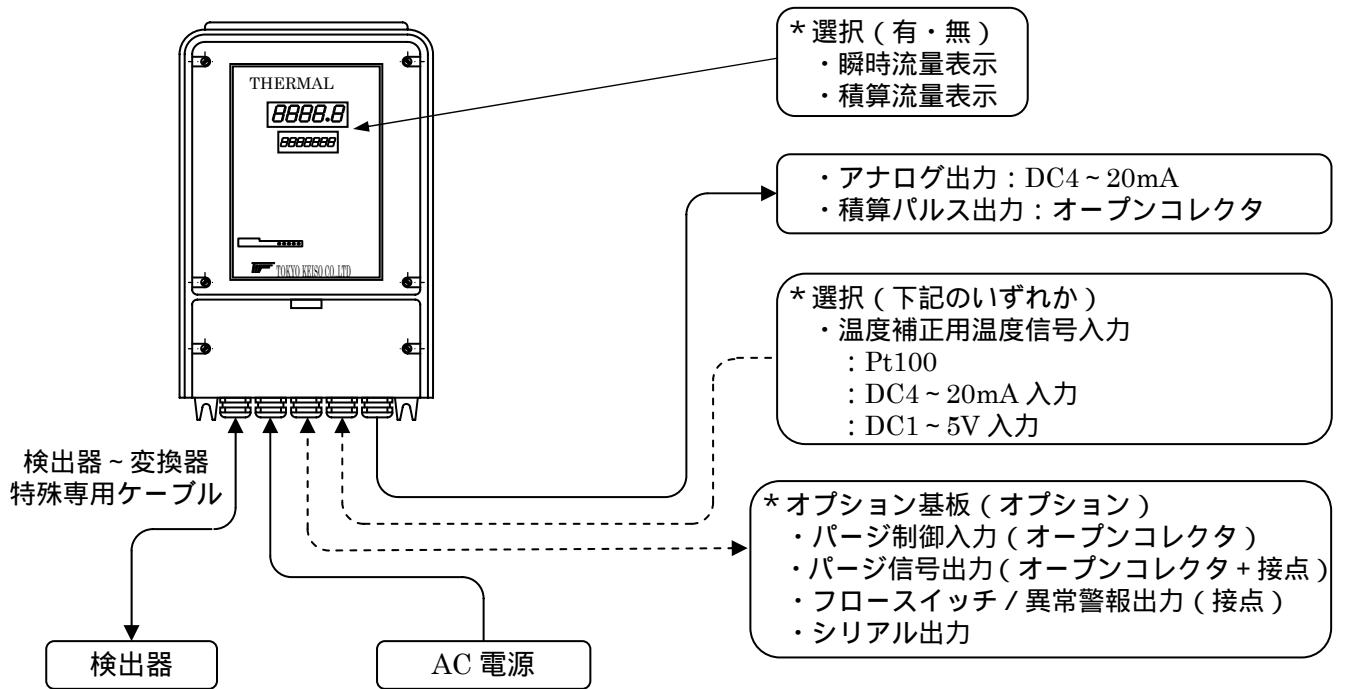 THERMAL
8888.8
8888888
TOKYO KEISO CO.,LTD
*選択（有・無）
・瞬時流量表示
・積算流量表示
・アナログ出力：DC4~20mA
・積算パルス出力：オープンコレクタ
*選択（下記のいずれか）
・温度補正用温度信号入力
：Pt100
：DC4~20mA 入力
：DC1~5V 入力
検出器~変換器
特殊専用ケーブル
*オプション基板（オプション）
・パージ制御入力（オープンコレクタ）
・パージ信号出力（オープンコレクタ+接点）
・フロースイッチ/異常警報出力（接点）
・シリアル出力
検出器
AC 電源